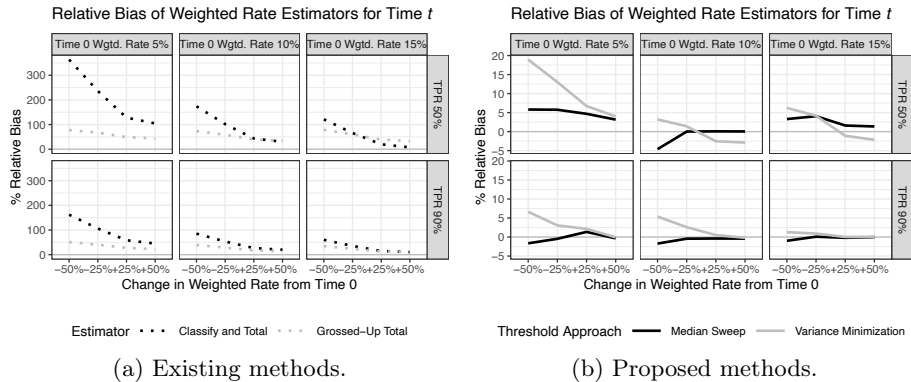 Relative Bias of Weighted Rate Estimators for Time t
Time 0 Wgtd. Rate 5%
Time 0 Wgtd. Rate 10%
Time 0 Wgtd. Rate 15%
% Relative Bias
300
200
100
0
TPR 50%
300
200
100
0
TPR 90%
−50% −25% +25% +50%
−50% −25% +25% +50%
−50% −25% +25% +50%
Change in Weighted Rate from Time 0
Estimator Classify and Total Grossed-Up Total
(a) Existing methods.
Relative Bias of Weighted Rate Estimators for Time t
Time 0 Wgtd. Rate 5%
Time 0 Wgtd. Rate 10%
Time 0 Wgtd. Rate 15%
% Relative Bias
20
15
10
5
0
−5
TPR 50%
20
15
10
5
0
−5
TPR 90%
−50% −25% +25% +50%
−50% −25% +25% +50%
−50% −25% +25% +50%
Change in Weighted Rate from Time 0
Threshold Approach Median Sweep Variance Minimization
(b) Proposed methods.